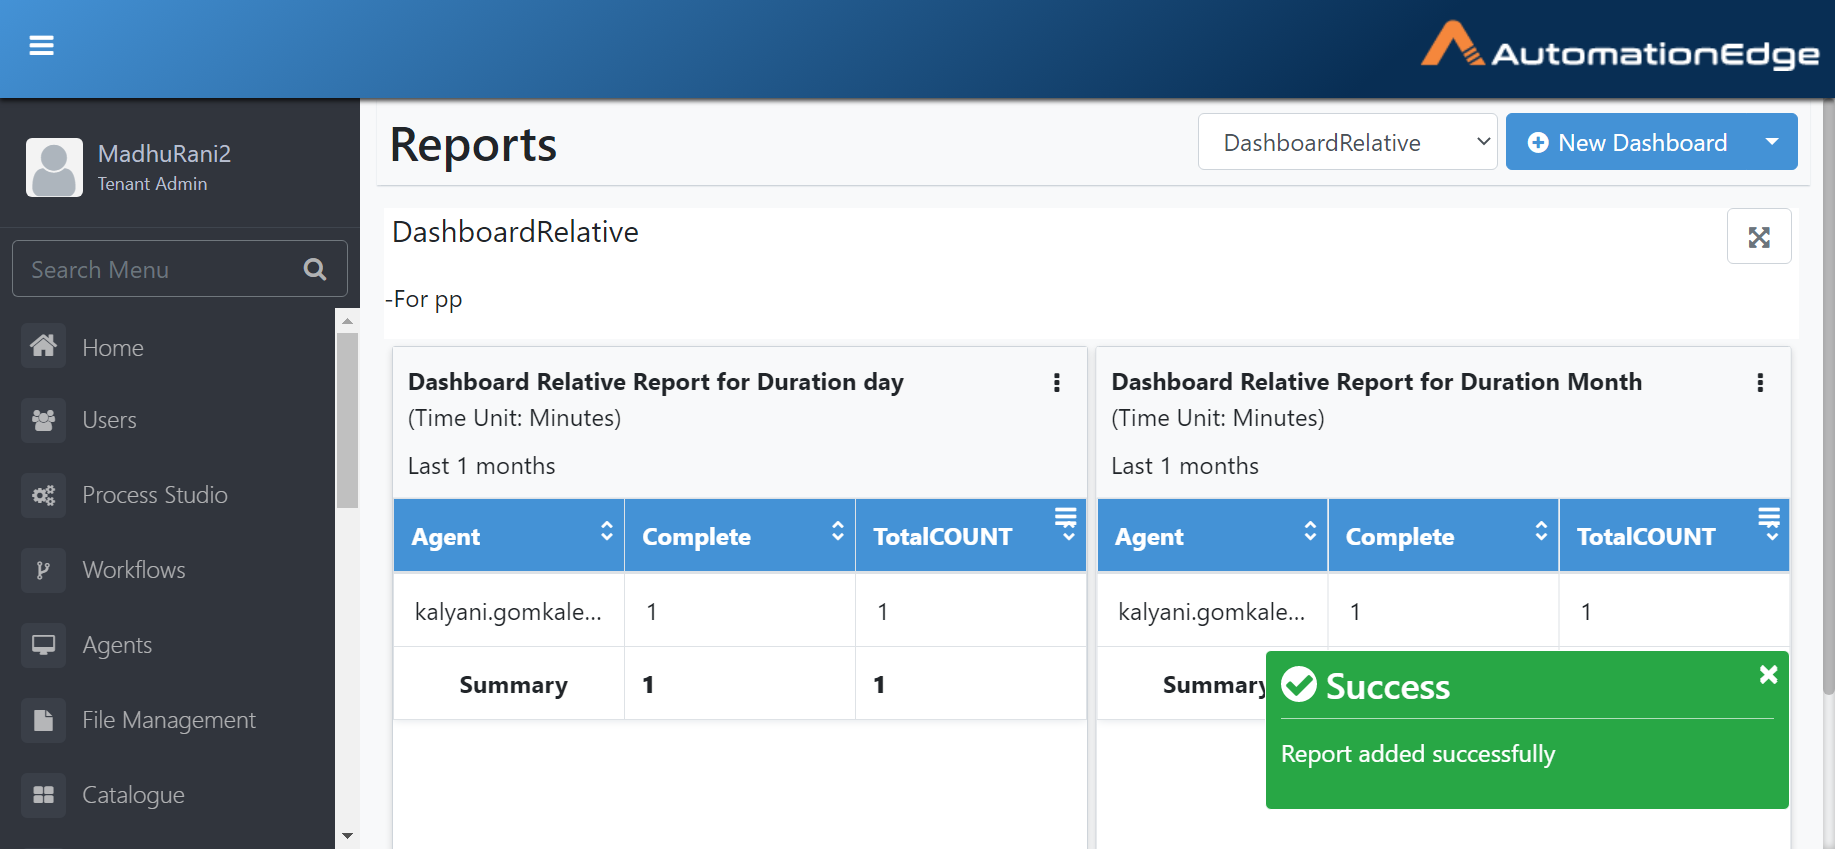 AutomationEdge
MadhuRani2
Tenant Admin
Search Menu
Home
Users
Process Studio
Workflows
Agents
File Management
Catalogue
Reports
DashboardRelative
New Dashboard
DashboardRelative
-For pp
Dashboard Relative Report for Duration day
(Time Unit: Minutes)
Last 1 months
Agent Complete TotalCOUNT
kalyani.gomkale... 1 1
Summary 1 1
Dashboard Relative Report for Duration Month
(Time Unit: Minutes)
Last 1 months
Agent Complete TotalCOUNT
kalyani.gomkale... 1 1
Summary
Success
Report added successfully